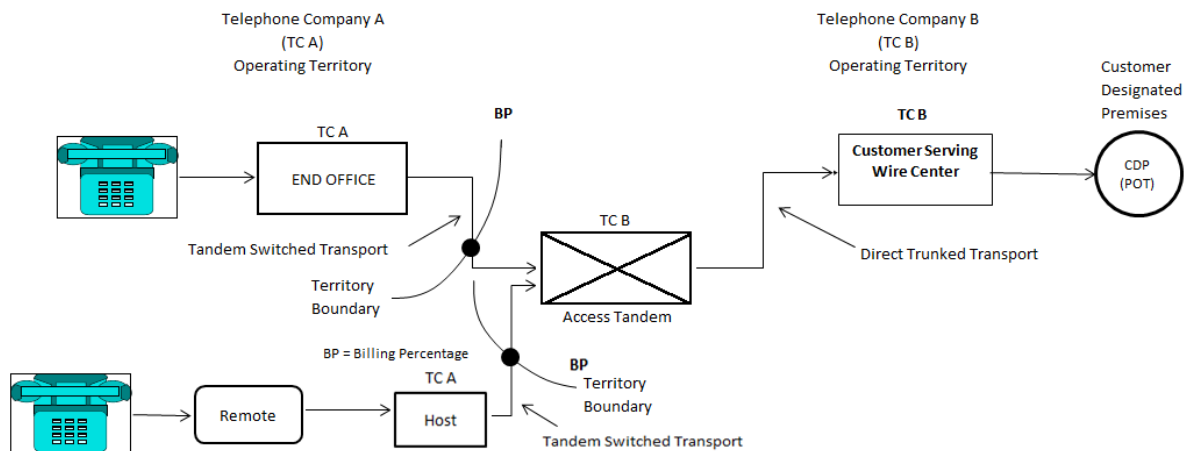 Telephone Company A
(TC A)
Operating Territory
Telephone Company B
(TC B)
Operating Territory
Customer
Designated
Premises
BP
TC A
END OFFICE
TC B
Customer Serving
Wire Center
CDP
(POT)
Tandem Switched Transport
TC B
Direct Trunked Transport
Territory
Boundary
Access Tandem
BP = Billing Percentage
BP
Territory
Boundary
TC A
Remote
Host
Tandem Switched Transport